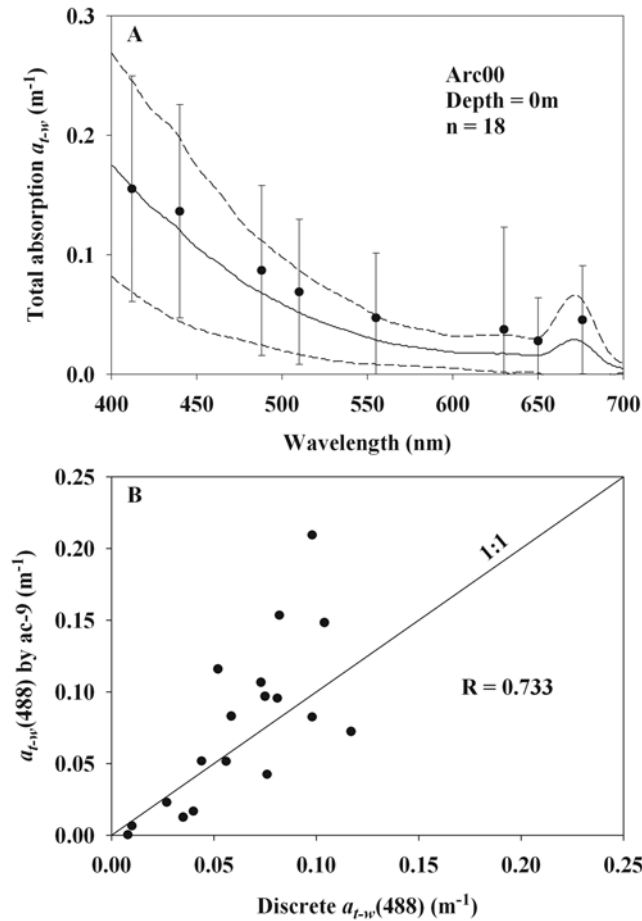 A
Arc00
Depth = 0m
n = 18
0.3
0.2
0.1
0.0
Total absorption a_{t-w} (m⁻¹)
400 450 500 550 600 650 700
Wavelength (nm)
B
1:1
R = 0.733
0.25
0.20
0.15
0.10
0.05
0.00
a_{t-w}(488) by ac-9 (m⁻¹)
0.00 0.05 0.10 0.15 0.20 0.25
Discrete a_{t-w}(488) (m⁻¹)